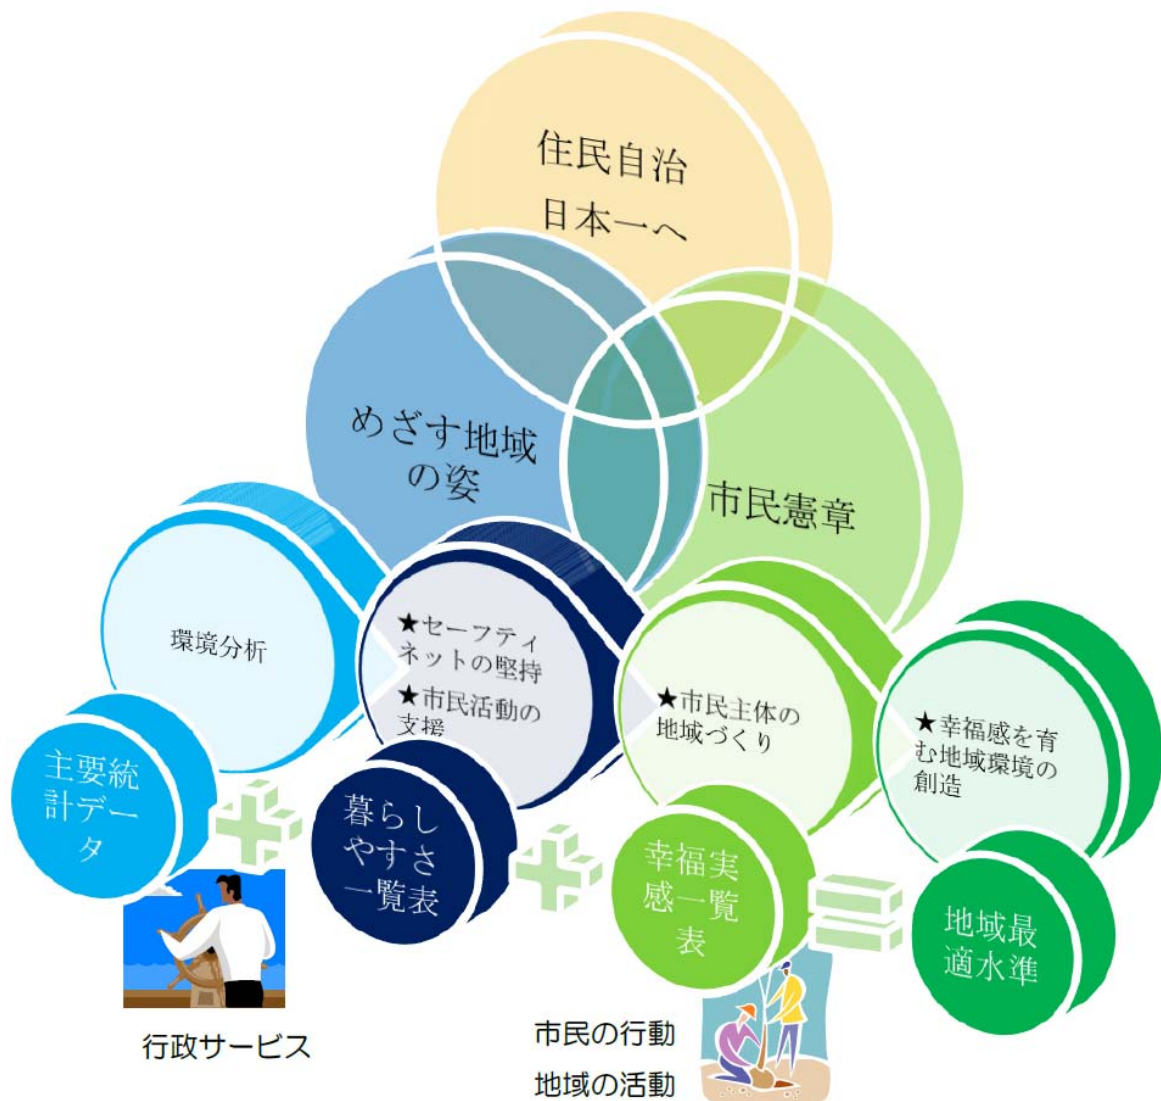 住民自治
日本一へ
めざす地域
の姿
市民憲章
環境分析
★セーフティ
ネットの堅持
★市民活動の
支援
★市民主体の
地域づくり
★幸福感を育
む地域環境の
創造
主要統
計デー
タ
暮らし
やすさ
一覧表
幸福実
感一覧
表
地域最
適水準
行政サービス
市民の行動
地域の活動